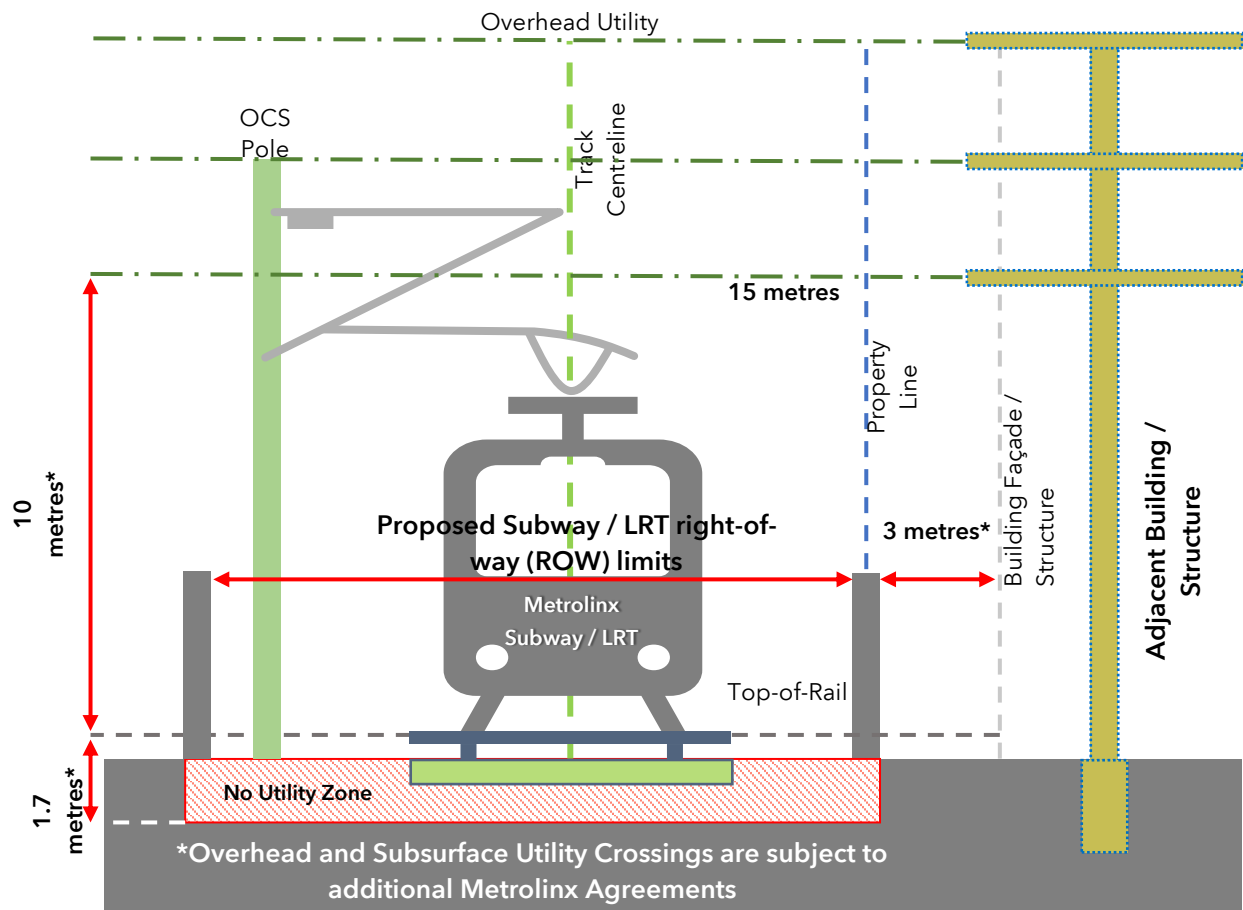 Overhead Utility
OCS
Pole
Track
Centreline
15 metres
Property
Line
Building Façade /
Structure
Adjacent Building /
Structure
10
metres*
Proposed Subway / LRT right-of-
way (ROW) limits
3 metres*
Metrolinx
Subway / LRT
Top-of-Rail
1.7
metres*
No Utility Zone
*Overhead and Subsurface Utility Crossings are subject to
additional Metrolinx Agreements